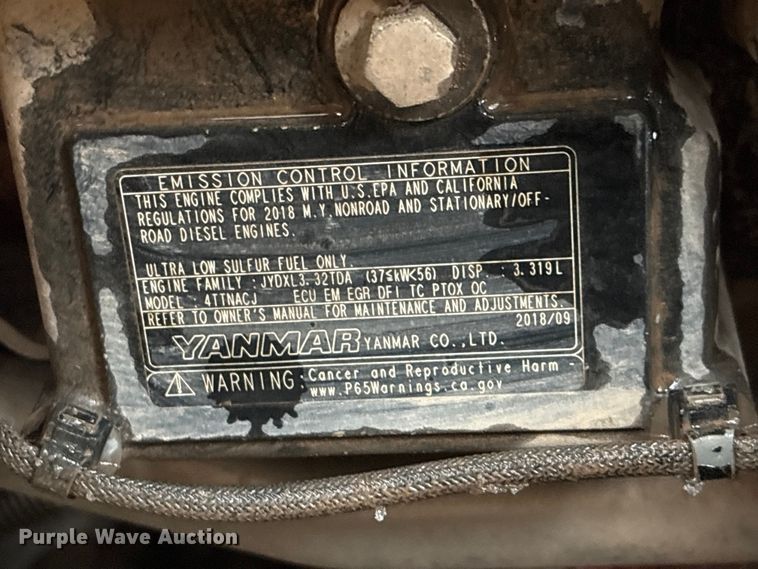 EMISSION CONTROL INFORMATION
THIS ENGINE COMPLIES WITH U.S.EPA AND CALIFORNIA
REGULATIONS FOR 2018 M.Y.NONROAD AND STATIONARY/OFF-
ROAD DIESEL ENGINES.
ULTRA LOW SULFUR FUEL ONLY.
ENGINE FAMILY : JYDXL3.32TDA (37≤kW<56) DISP. : 3.319L
MODEL : 4TTNACJ ECU EM EGR DFI TC PTOX OC
REFER TO OWNER'S MANUAL FOR MAINTENANCE AND ADJUSTMENTS.
2018/09
YANMAR YANMAR CO.,LTD.
WARNING: Cancer and Reproductive Harm -
www.P65Warnings.ca.gov
Purple Wave Auction